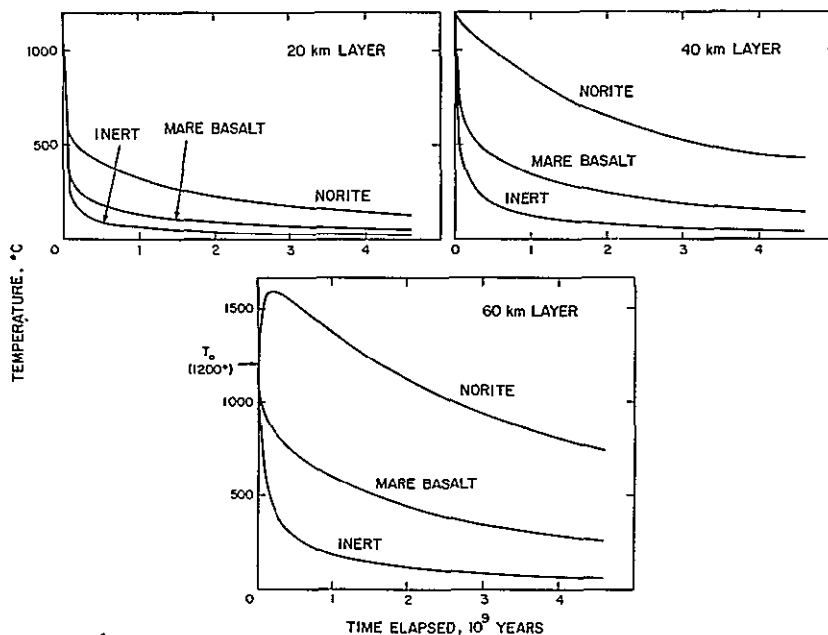 20 km LAYER
1000
500
INERT
MARE BASALT
NORITE
0 1 2 3 4
40 km LAYER
NORITE
MARE BASALT
INERT
0 1 2 3 4
TEMPERATURE, °C
60 km LAYER
1500
T₀
(1200°)
1000
500
NORITE
MARE BASALT
INERT
1 2 3 4
TIME ELAPSED, 10⁹ YEARS